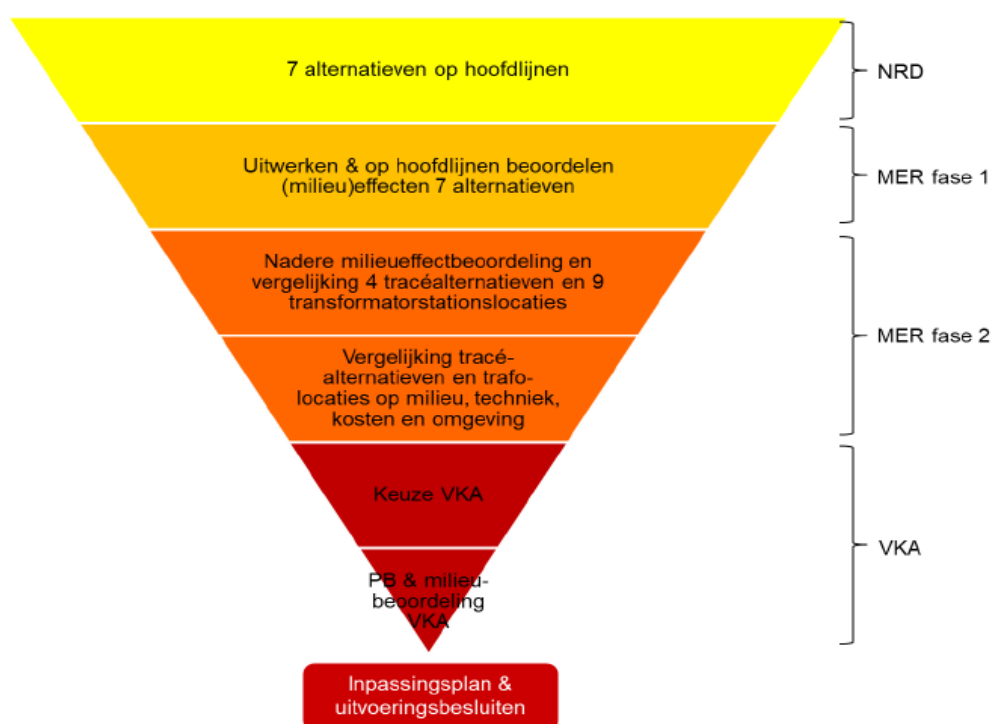 7 alternatieven op hoofdlijnen
NRD
Uitwerken & op hoofdlijnen beoordelen
(milieu)effecten 7 alternatieven
MER fase 1
Nadere milieueffectbeoordeling en
vergelijking 4 tracéalternatieven en 9
transformatorstationslocaties
MER fase 2
Vergelijking tracé-
alternatieven en trafo-
locaties op milieu, techniek,
kosten en omgeving
Keuze VKA
VKA
PB & milieu-
beoordeling
VKA
Inpassingsplan &
uitvoeringsbesluiten